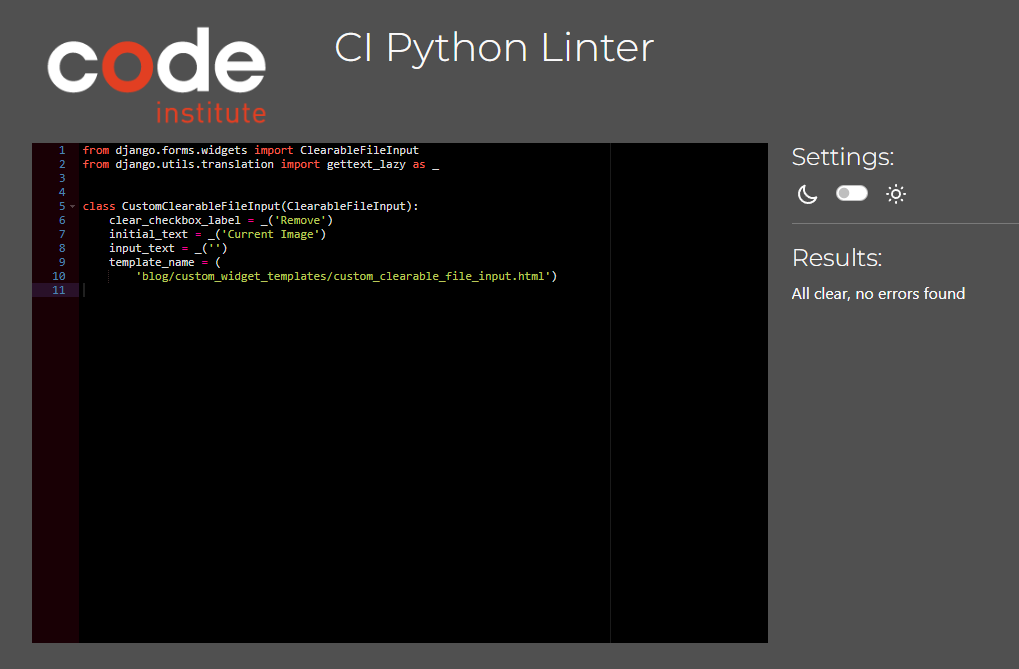 code
institute
CI Python Linter
1 from django.forms.widgets import ClearableFileInput
2 from django.utils.translation import gettext_lazy as _
3
4
5 class CustomClearableFileInput(ClearableFileInput):
6     clear_checkbox_label = _('Remove')
7     initial_text = _('Current Image')
8     input_text = _('')
9     template_name = (
10         'blog/custom_widget_templates/custom_clearable_file_input.html')
11
Settings:
Results:
All clear, no errors found